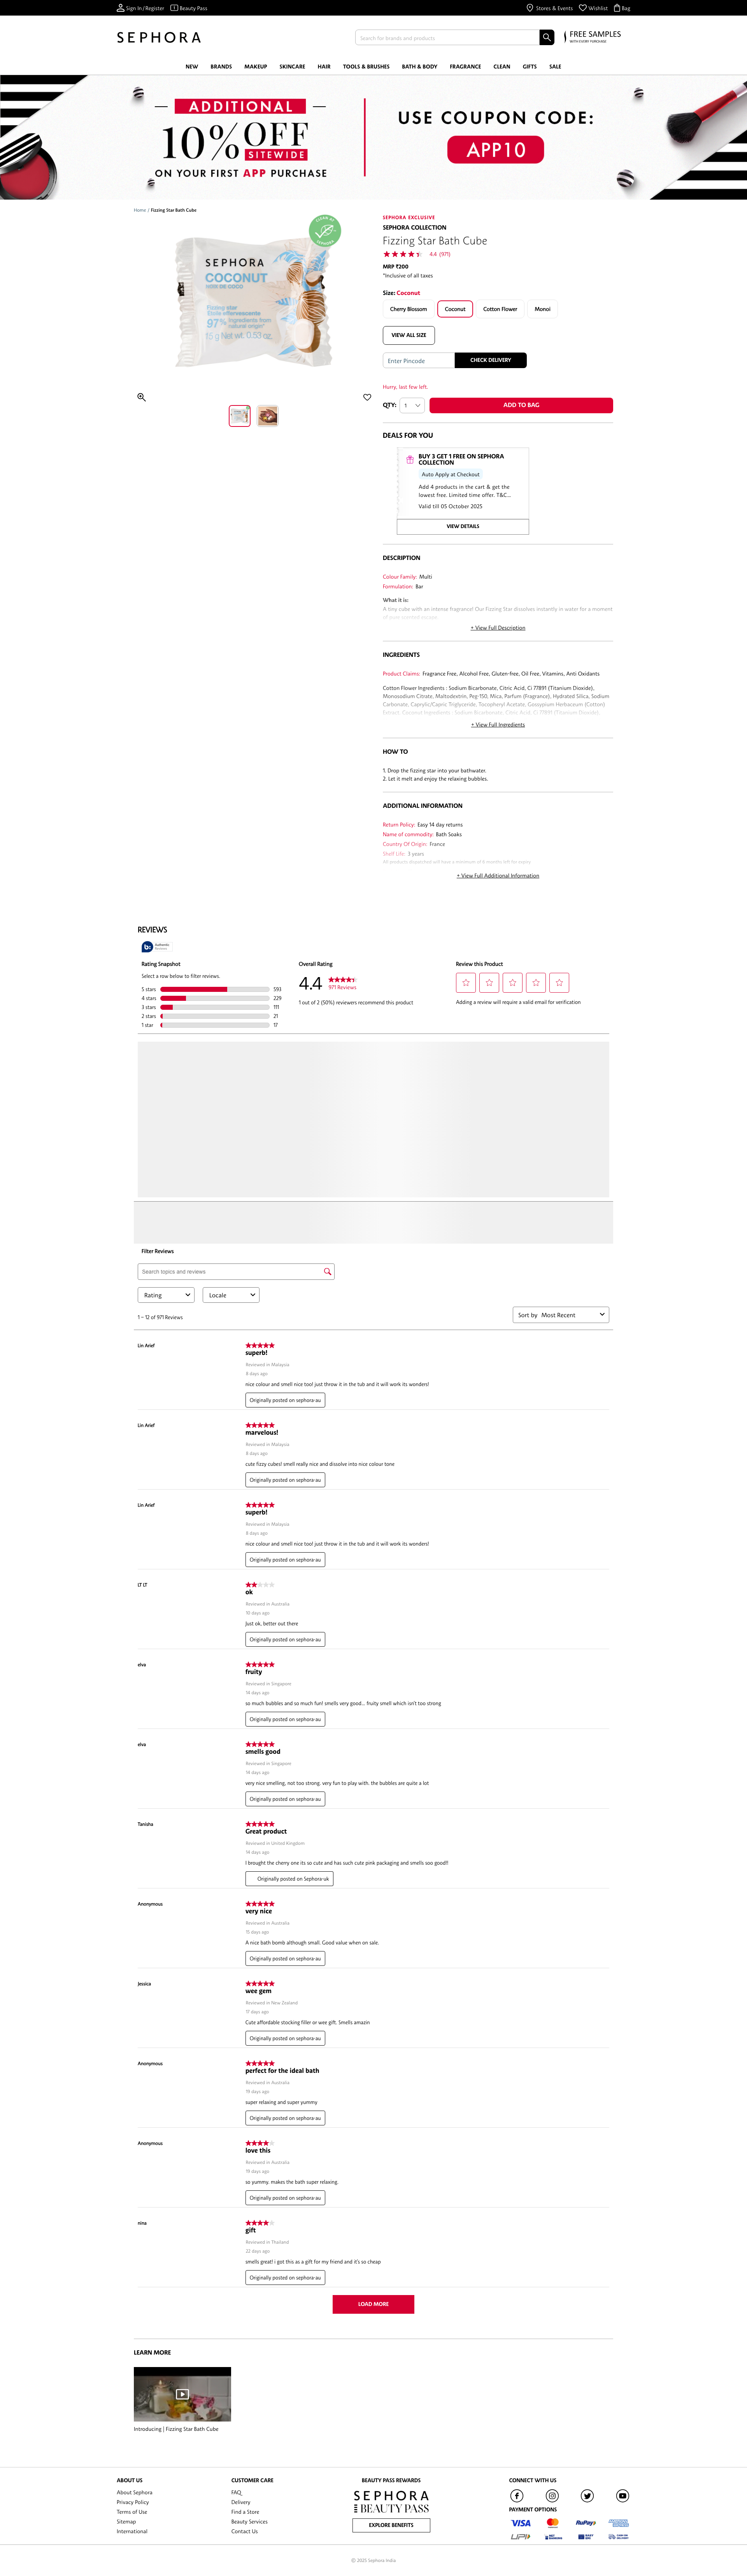 Sign In / Register
Beauty Pass
Stores & Events
Wishlist
Bag
SEPHORA
Search for brands and products
FREE SAMPLES
WITH EVERY PURCHASE
NEW
BRANDS
MAKEUP
SKINCARE
HAIR
TOOLS & BRUSHES
BATH & BODY
FRAGRANCE
CLEAN
GIFTS
SALE
ADDITIONAL
10% OFF
SITEWIDE
ON YOUR FIRST APP PURCHASE
USE COUPON CODE:
APP10
Home / Fizzing Star Bath Cube
SEPHORA
COCONUT
NOIX DE COCO
Fizzing star
Etoile effervescente
97% ingredients from natural origin*
15g Net wt. 0.53 oz.
SEPHORA EXCLUSIVE
SEPHORA COLLECTION
Fizzing Star Bath Cube
4.4 (971)
MRP ₹200
*Inclusive of all taxes
Size: Coconut
Cherry Blossom
Coconut
Cotton Flower
Monoi
VIEW ALL SIZE
Enter Pincode
CHECK DELIVERY
Hurry, last few left.
QTY:
1
ADD TO BAG
DEALS FOR YOU
BUY 3 GET 1 FREE ON SEPHORA
COLLECTION
Auto Apply at Checkout
Add 4 products in the cart & get the
lowest free. Limited time offer. T&C...
Valid till 05 October 2025
VIEW DETAILS
DESCRIPTION
Colour Family: Multi
Formulation: Bar
What it is:
A tiny cube with an intense fragrance! Our Fizzing Star dissolves instantly in water for a moment
+ View Full Description
INGREDIENTS
Product Claims: Fragrance Free, Alcohol Free, Gluten-free, Oil Free, Vitamins, Anti Oxidants
Cotton Flower Ingredients : Sodium Bicarbonate, Citric Acid, Ci 77891 (Titanium Dioxide),
Monosodium Citrate, Maltodextrin, Peg-150, Mica, Parfum (Fragrance), Hydrated Silica, Sodium
Carbonate, Caprylic/Capric Triglyceride, Tocopheryl Acetate, Gossypium Herbaceum (Cotton)
Extract. Coconut Ingredients : Sodium Bicarbonate, Citric Acid, Ci 77891 (Titanium Dioxide),
+ View Full Ingredients
HOW TO
1. Drop the fizzing star into your bathwater.
2. Let it melt and enjoy the relaxing bubbles.
ADDITIONAL INFORMATION
Return Policy: Easy 14 day returns
Name of commodity: Bath Soaks
Country Of Origin: France
Shelf Life: 3 years
All products dispatched will have a minimum of 6 months left for expiry
+ View Full Additional Information
REVIEWS
Authentic
Reviews
Rating Snapshot
Select a row below to filter reviews.
5 stars 593
4 stars 229
3 stars 111
2 stars 21
1 star 17
Overall Rating
4.4
971 Reviews
1 out of 2 (50%) reviewers recommend this product
Review this Product
Adding a review will require a valid email for verification
Filter Reviews
Search topics and reviews
Rating
Locale
1 – 12 of 971 Reviews
Sort by Most Recent
Lin Arief
superb!
Reviewed in Malaysia
8 days ago
nice colour and smell nice too! just throw it in the tub and it will work its wonders!
Originally posted on sephora-au
Lin Arief
marvelous!
Reviewed in Malaysia
8 days ago
cute fizzy cubes! smell really nice and dissolve into nice colour tone
Originally posted on sephora-au
Lin Arief
superb!
Reviewed in Malaysia
8 days ago
nice colour and smell nice too! just throw it in the tub and it will work its wonders!
Originally posted on sephora-au
LT LT
ok
Reviewed in Australia
10 days ago
Just ok, better out there
Originally posted on sephora-au
elva
fruity
Reviewed in Singapore
14 days ago
so much bubbles and so much fun! smells very good... fruity smell which isn't too strong
Originally posted on sephora-au
elva
smells good
Reviewed in Singapore
14 days ago
very nice smelling, not too strong. very fun to play with. the bubbles are quite a lot
Originally posted on sephora-au
Tanisha
Great product
Reviewed in United Kingdom
14 days ago
I brought the cherry one its so cute and has such cute pink packaging and smells soo good!!
Originally posted on Sephora-uk
Anonymous
very nice
Reviewed in Australia
15 days ago
A nice bath bomb although small. Good value when on sale.
Originally posted on sephora-au
Jessica
wee gem
Reviewed in New Zealand
17 days ago
Cute affordable stocking filler or wee gift. Smells amazin
Originally posted on sephora-au
Anonymous
perfect for the ideal bath
Reviewed in Australia
19 days ago
super relaxing and super yummy
Originally posted on sephora-au
Anonymous
love this
Reviewed in Australia
19 days ago
so yummy, makes the bath super relaxing.
Originally posted on sephora-au
nina
gift
Reviewed in Thailand
22 days ago
smells great! i got this as a gift for my friend and it's so cheap
Originally posted on sephora-au
LOAD MORE
LEARN MORE
Introducing | Fizzing Star Bath Cube
ABOUT US
About Sephora
Privacy Policy
Terms of Use
Sitemap
International
CUSTOMER CARE
FAQ
Delivery
Find a Store
Beauty Services
Contact Us
BEAUTY PASS REWARDS
SEPHORA
BEAUTY PASS
EXPLORE BENEFITS
CONNECT WITH US
PAYMENT OPTIONS
VISA
RuPay
UPI
© 2025 Sephora India.